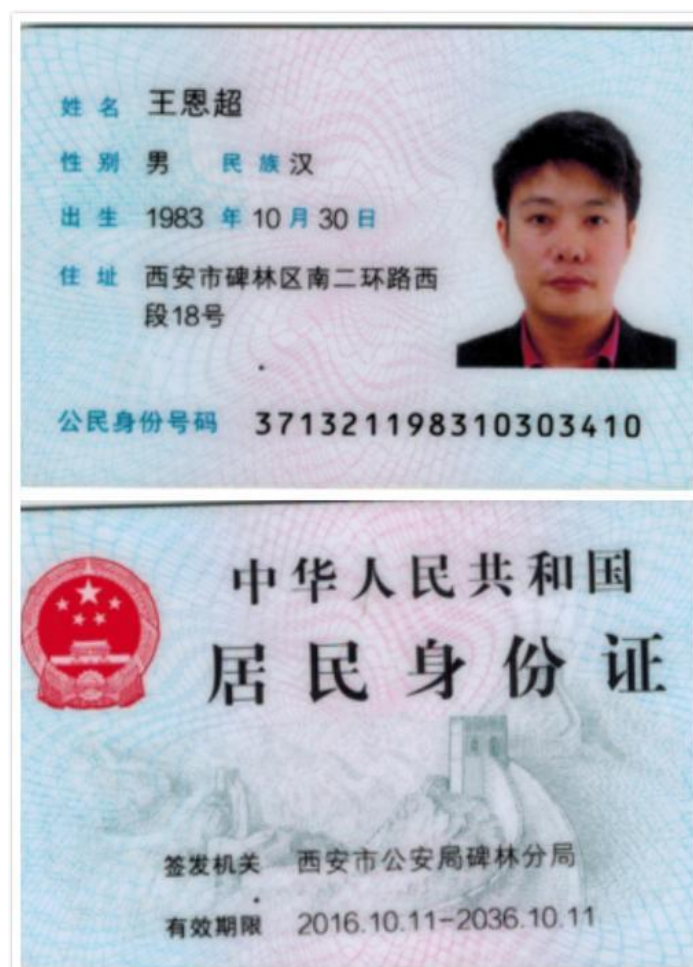 姓名 王恩超
性别 男 民族 汉
出生 1983 年 10 月 30 日
住址 西安市碑林区南二环路西
段18号
公民身份号码 371321198310303410
中华人民共和国
居民身份证
签发机关 西安市公安局碑林分局
有效期限 2016.10.11-2036.10.11